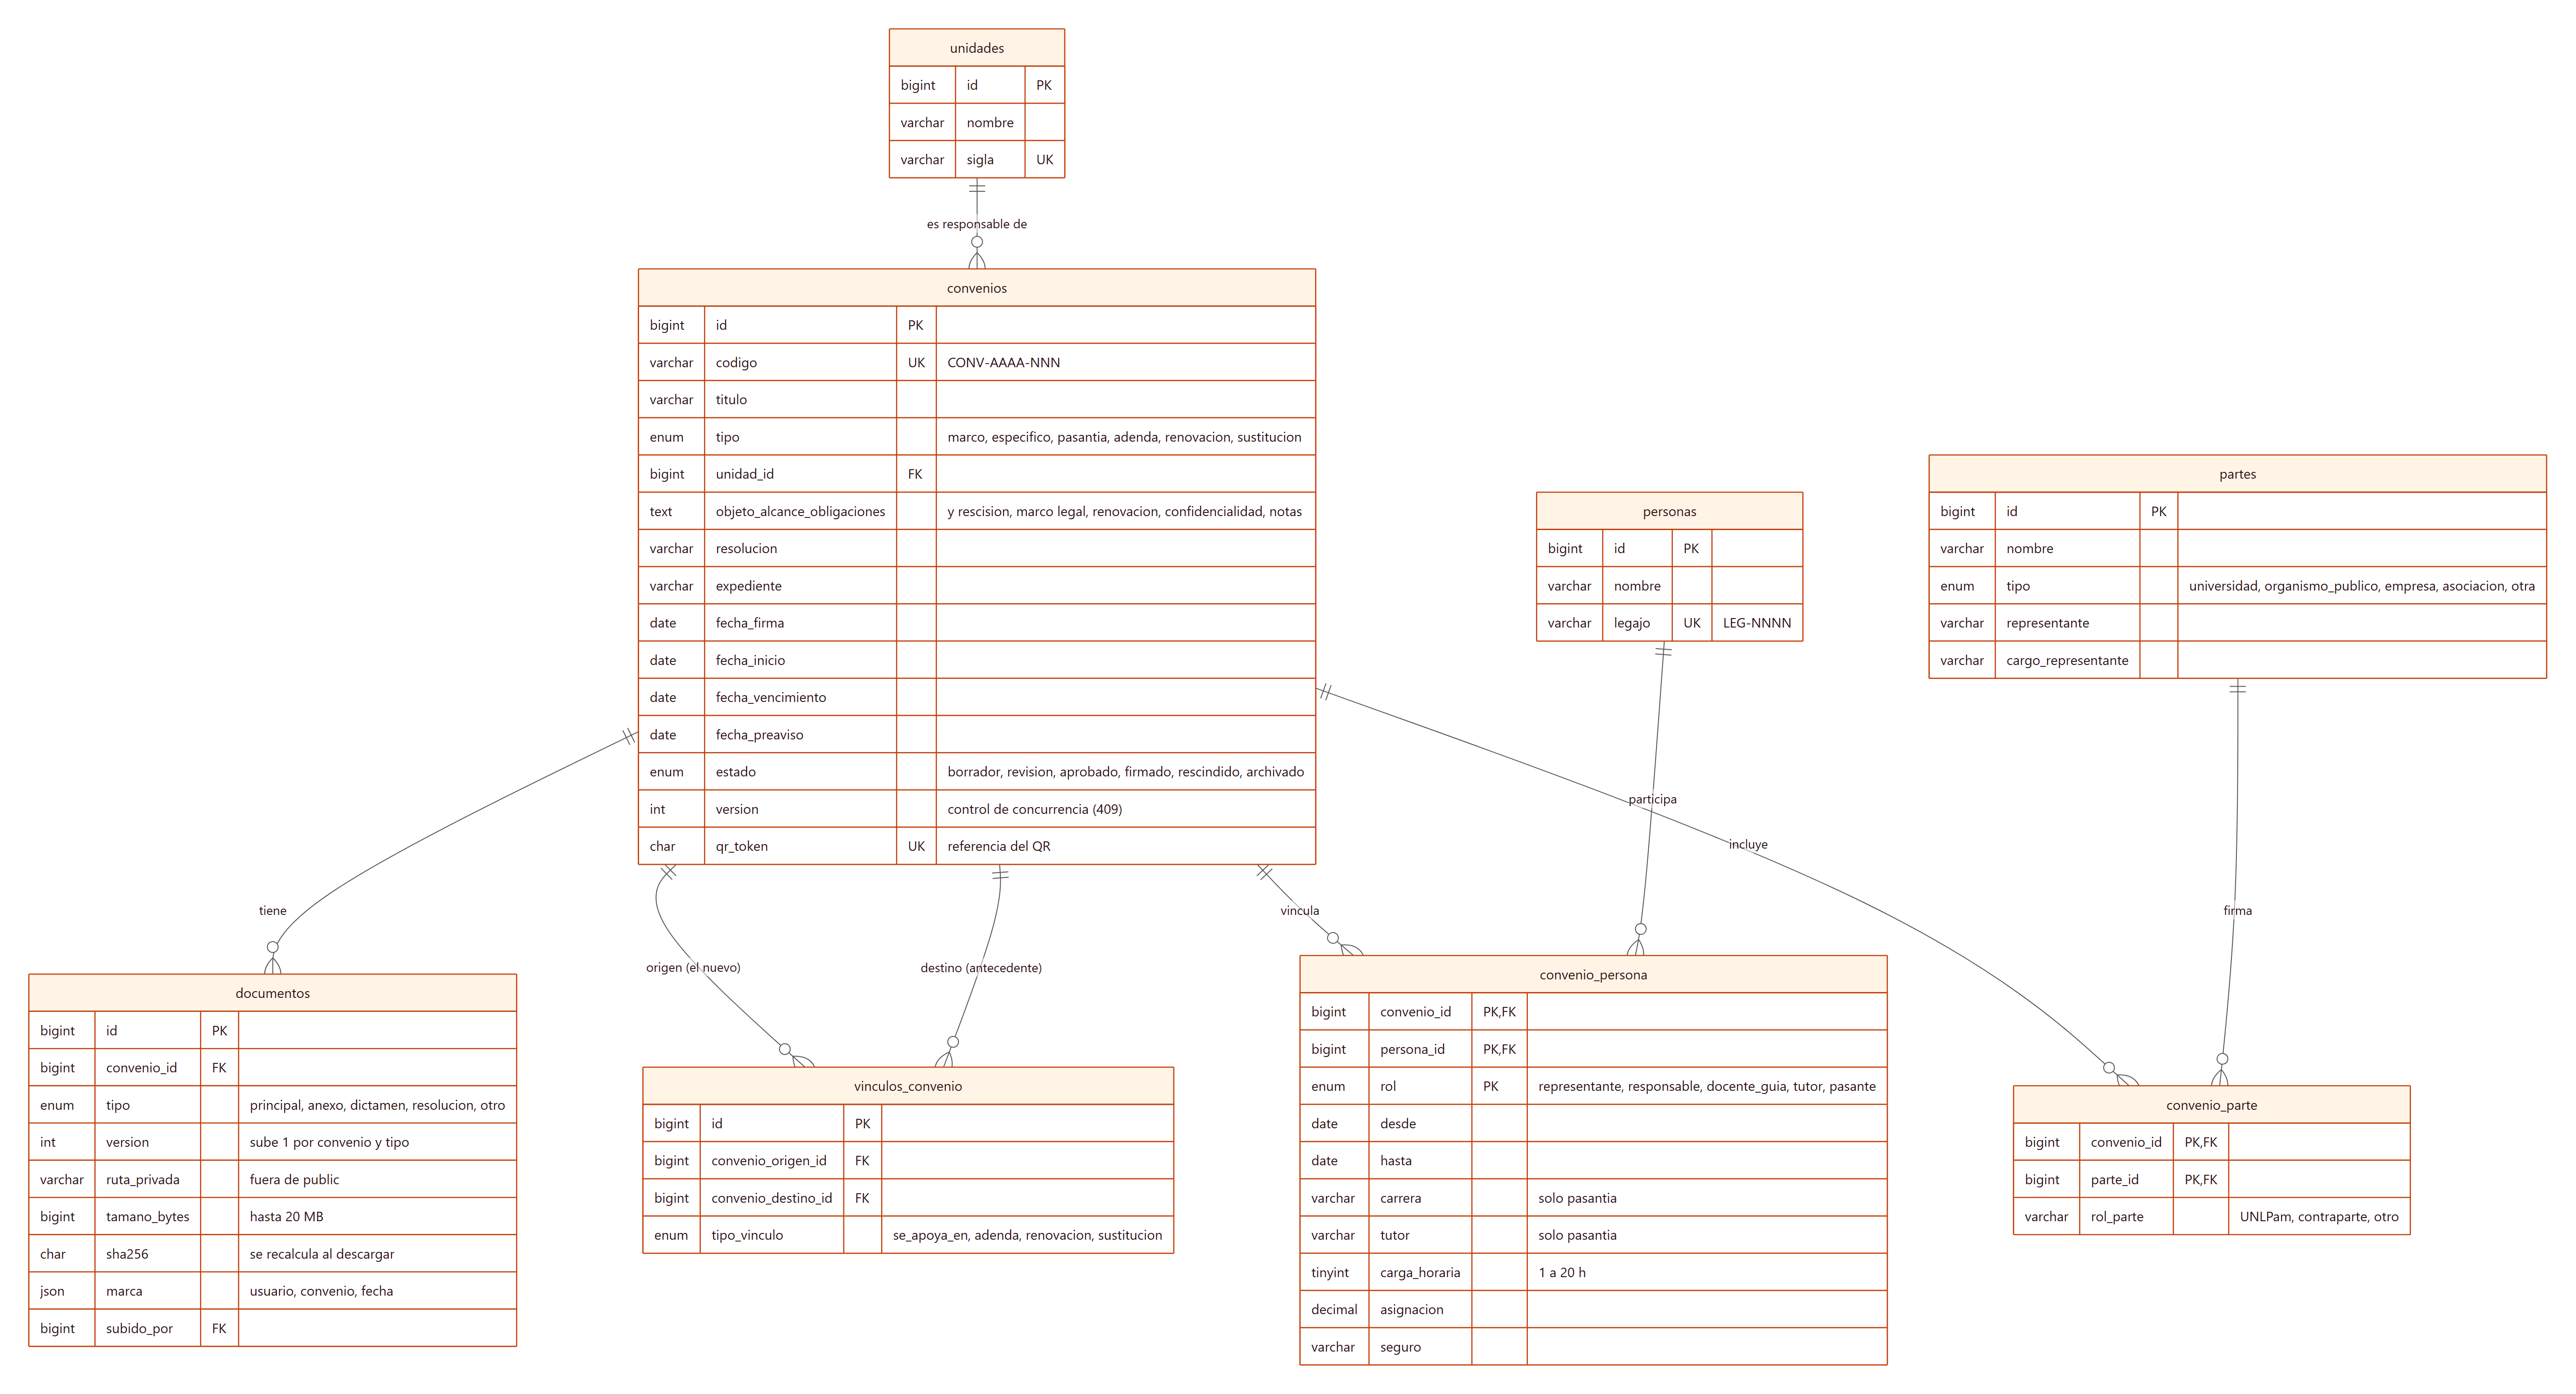 unidades
bigint id PK
varchar nombre
varchar sigla UK
es responsable de
convenios
bigint id PK
varchar codigo UK CONV-AAAA-NNN
varchar titulo
enum tipo marco, especifico, pasantia, adenda, renovacion, sustitucion
bigint unidad_id FK
text objeto_alcance_obligaciones y rescision, marco legal, renovacion, confidencialidad, notas
varchar resolucion
varchar expediente
date fecha_firma
date fecha_inicio
date fecha_vencimiento
date fecha_preaviso
enum estado borrador, revision, aprobado, firmado, rescindido, archivado
int version control de concurrencia (409)
char qr_token UK referencia del QR
personas
bigint id PK
varchar nombre
varchar legajo UK LEG-NNNN
partes
bigint id PK
varchar nombre
enum tipo universidad, organismo_publico, empresa, asociacion, otra
varchar representante
varchar cargo_representante
participa
incluye
tiene
vincula
firma
origen (el nuevo)
destino (antecedente)
documentos
bigint id PK
bigint convenio_id FK
enum tipo principal, anexo, dictamen, resolucion, otro
int version sube 1 por convenio y tipo
varchar ruta_privada fuera de public
bigint tamano_bytes hasta 20 MB
char sha256 se recalcula al descargar
json marca usuario, convenio, fecha
bigint subido_por FK
vinculos_convenio
bigint id PK
bigint convenio_origen_id FK
bigint convenio_destino_id FK
enum tipo_vinculo se_apoya_en, adenda, renovacion, sustitucion
convenio_persona
bigint convenio_id PK,FK
bigint persona_id PK,FK
enum rol PK representante, responsable, docente_guia, tutor, pasante
date desde
date hasta
varchar carrera solo pasantia
varchar tutor solo pasantia
tinyint carga_horaria 1 a 20 h
decimal asignacion
varchar seguro
convenio_parte
bigint convenio_id PK,FK
bigint parte_id PK,FK
varchar rol_parte UNLPam, contraparte, otro